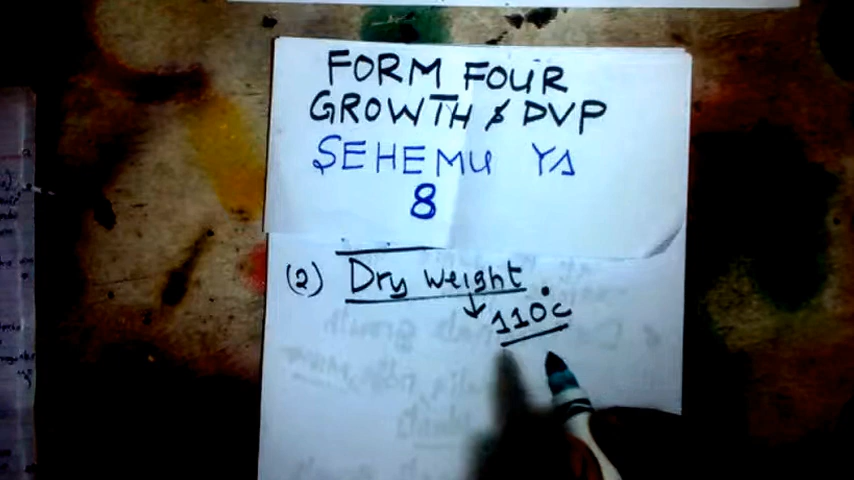 FORM FOUR
GROWTH & DVP
SEHEMU YA
8
(2) Dry weight
110°c